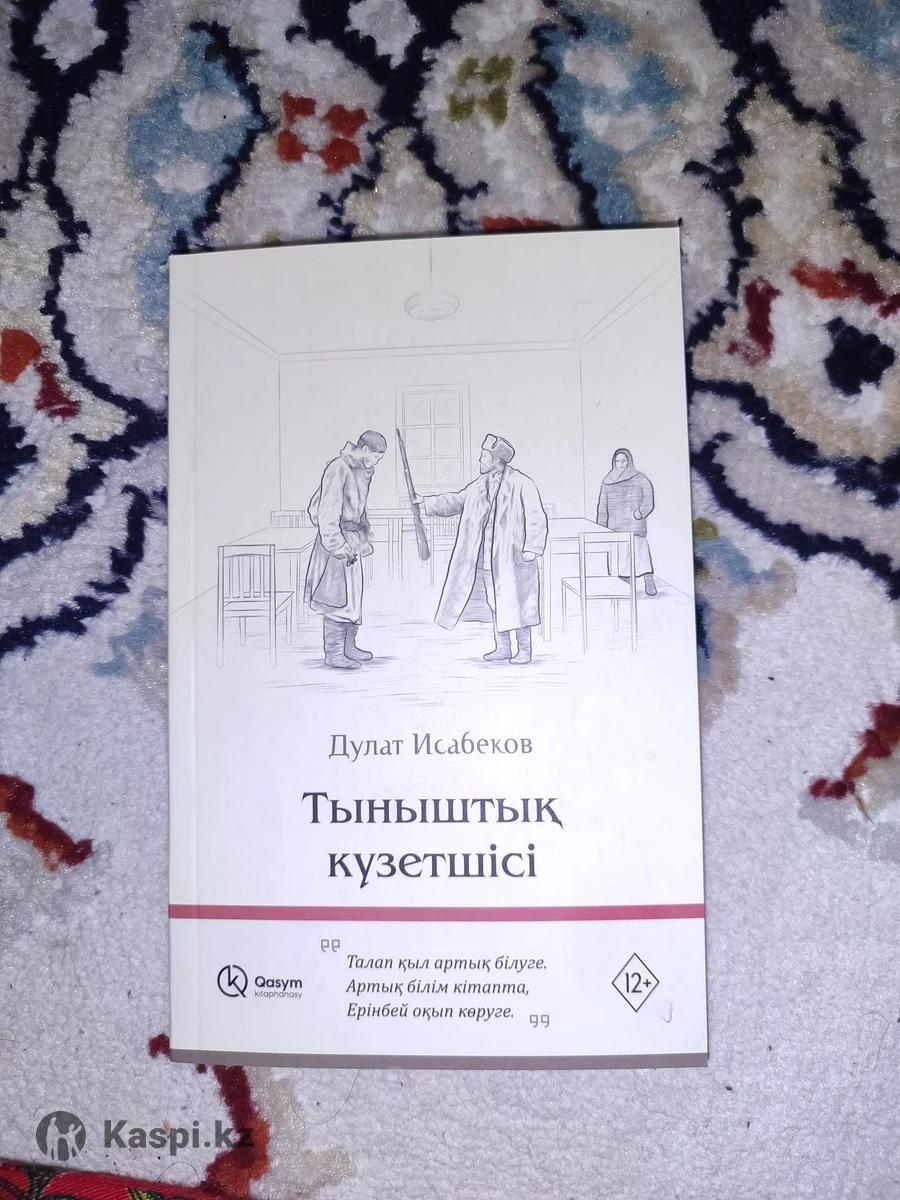 Дулат Исабеков
Тыныштық
күзетшісі
Qasym
kitaphanasy
Талап қыл артық білуге.
Артық білім кітапта,
Ерінбей оқып көруге.
12+
Kaspi.kz